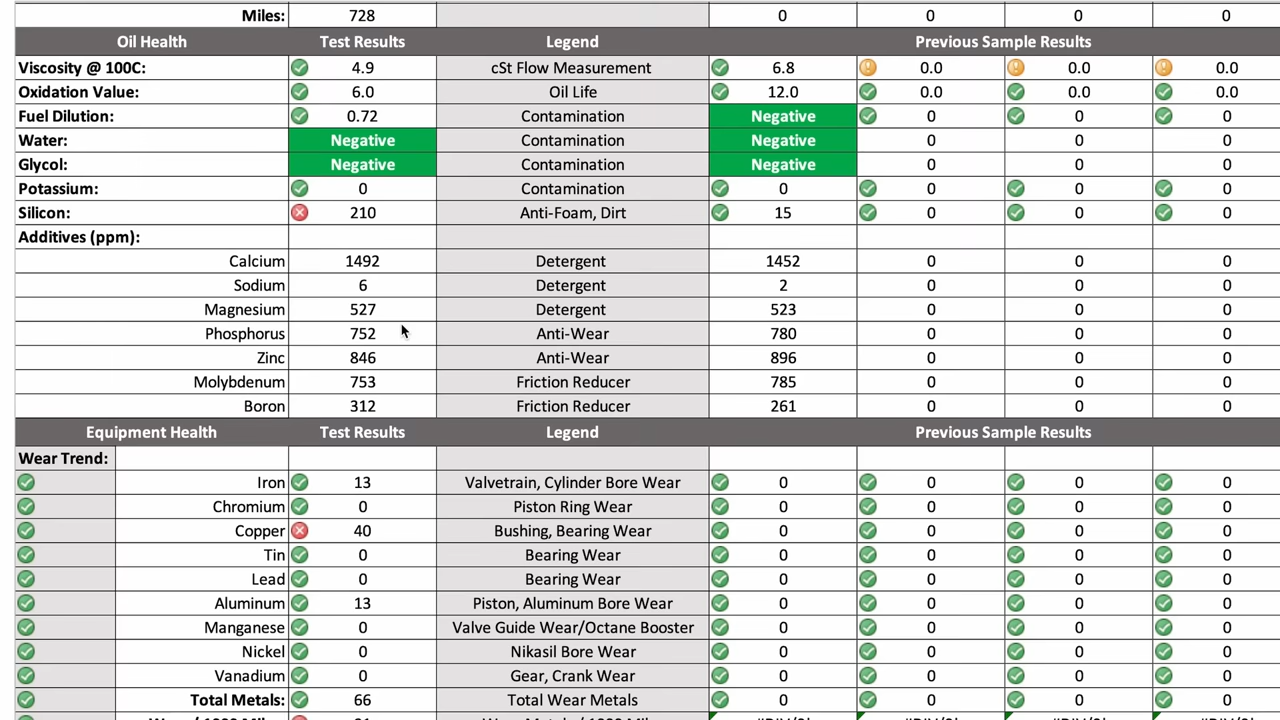 Miles: 728 0 0 0 0
Oil Health Test Results Legend Previous Sample Results
Viscosity @ 100C: 4.9 cSt Flow Measurement 6.8 0.0 0.0 0.0
Oxidation Value: 6.0 Oil Life 12.0 0.0 0.0 0.0
Fuel Dilution: 0.72 Contamination Negative 0 0 0
Water: Negative Contamination Negative 0 0 0
Glycol: Negative Contamination Negative 0 0 0
Potassium: 0 Contamination 0 0 0 0
Silicon: 210 Anti-Foam, Dirt 15 0 0 0
Additives (ppm):
Calcium 1492 Detergent 1452 0 0 0
Sodium 6 Detergent 2 0 0 0
Magnesium 527 Detergent 523 0 0 0
Phosphorus 752 Anti-Wear 780 0 0 0
Zinc 846 Anti-Wear 896 0 0 0
Molybdenum 753 Friction Reducer 785 0 0 0
Boron 312 Friction Reducer 261 0 0 0
Equipment Health Test Results Legend Previous Sample Results
Wear Trend:
Iron 13 Valvetrain, Cylinder Bore Wear 0 0 0 0
Chromium 0 Piston Ring Wear 0 0 0 0
Copper 40 Bushing, Bearing Wear 0 0 0 0
Tin 0 Bearing Wear 0 0 0 0
Lead 0 Bearing Wear 0 0 0 0
Aluminum 13 Piston, Aluminum Bore Wear 0 0 0 0
Manganese 0 Valve Guide Wear/Octane Booster 0 0 0 0
Nickel 0 Nikasil Bore Wear 0 0 0 0
Vanadium 0 Gear, Crank Wear 0 0 0 0
Total Metals: 66 Total Wear Metals 0 0 0 0